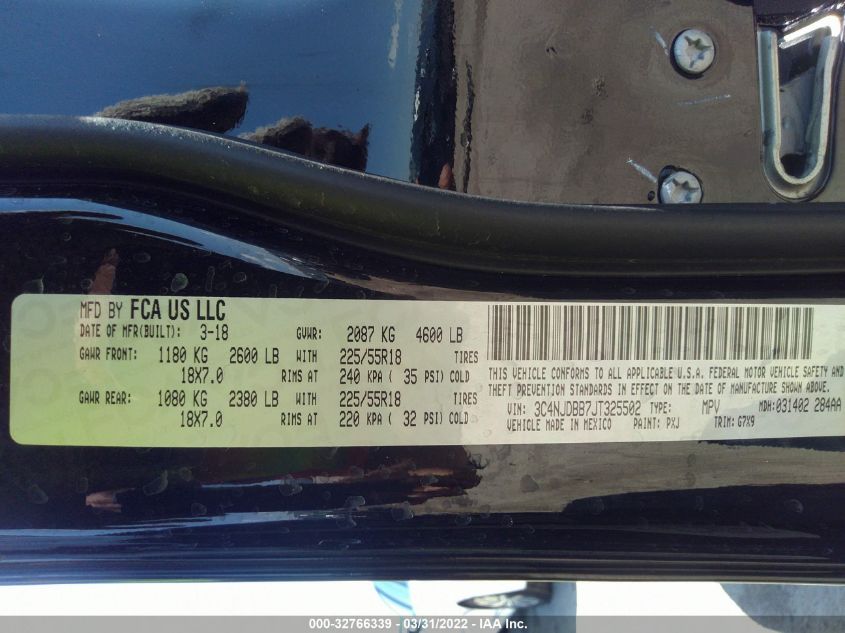 MFD BY FCA US LLC
DATE OF MFR(BUILT): 3-18 GVWR: 2087 KG 4600 LB
GAWR FRONT: 1180 KG 2600 LB WITH 225/55R18 TIRES
18X7.0 RIMS AT 240 KPA ( 35 PSI) COLD
GAWR REAR: 1080 KG 2380 LB WITH 225/55R18 TIRES
18X7.0 RIMS AT 220 KPA ( 32 PSI) COLD
THIS VEHICLE CONFORMS TO ALL APPLICABLE U.S.A. FEDERAL MOTOR VEHICLE SAFETY AND
THEFT PREVENTION STANDARDS IN EFFECT ON THE DATE OF MANUFACTURE SHOWN ABOVE.
VIN: 3C4NJDBB7JT325502 TYPE: MPV MDH: 031402 284AA
VEHICLE MADE IN MEXICO PAINT: PXJ TRIM: G7X9
000-32766339 - 03/31/2022 - IAA Inc.